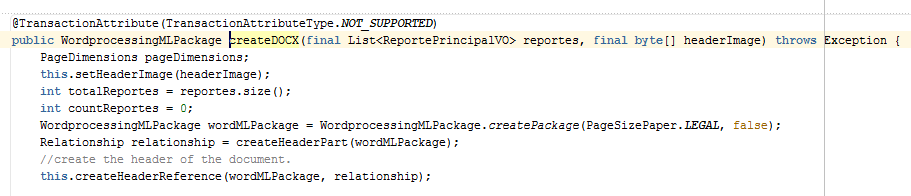 @TransactionAttribute(TransactionAttributeType.NOT_SUPPORTED)
public WordprocessingMLPackage createDOCX(final List<ReportePrincipalVO> reportes, final byte[] headerImage) throws Exception {
PageDimensions pageDimensions;
this.setHeaderImage(headerImage);
int totalReportes = reportes.size();
int countReportes = 0;
WordprocessingMLPackage wordMLPackage = WordprocessingMLPackage.createPackage(PageSizePaper.LEGAL, false);
Relationship relationship = createHeaderPart(wordMLPackage);
//create the header of the document.
this.createHeaderReference(wordMLPackage, relationship);